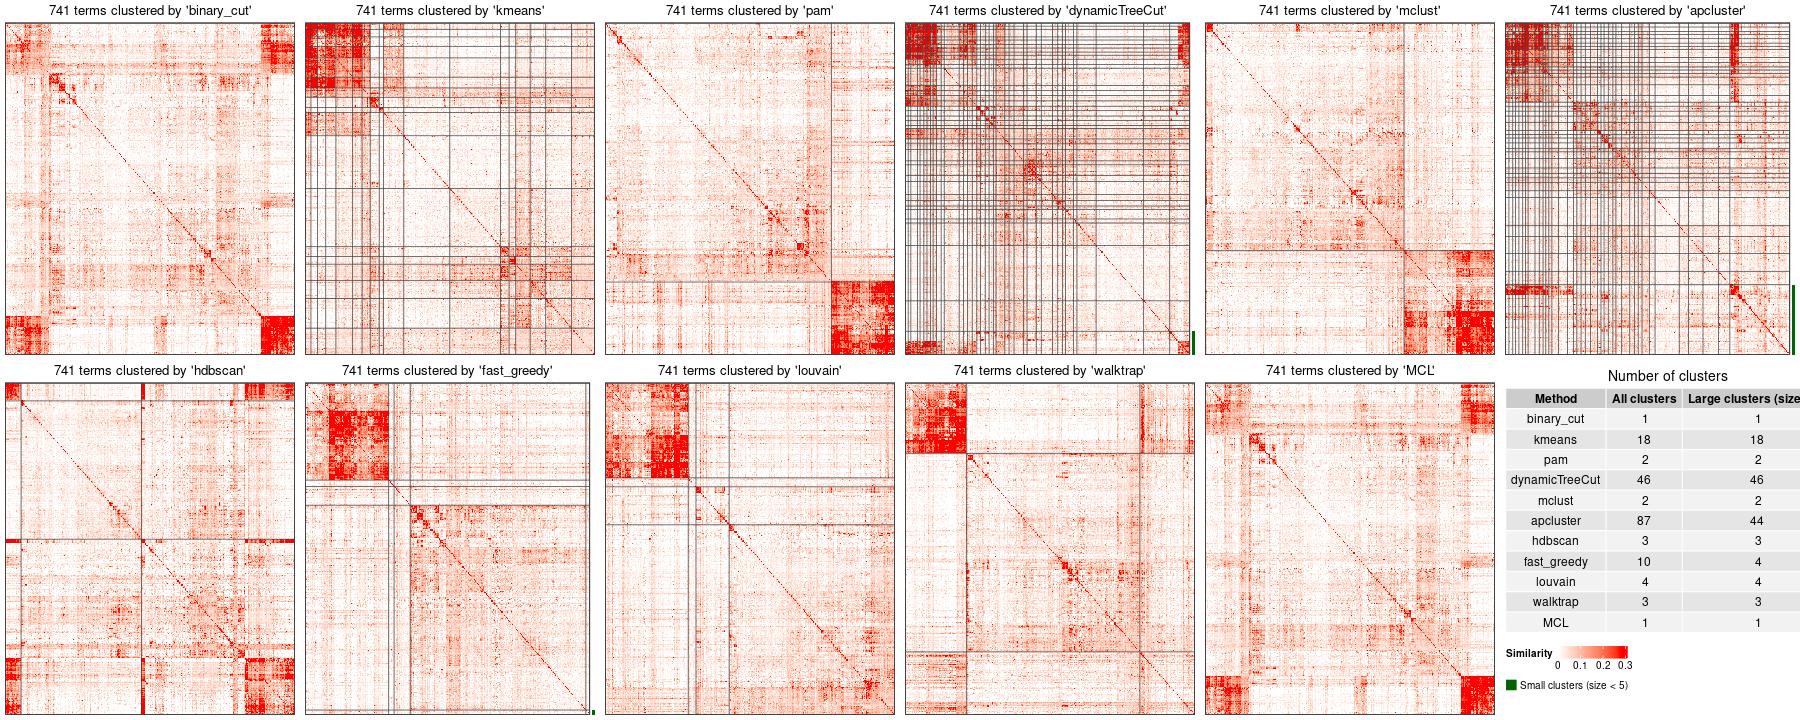 741 terms clustered by 'binary_cut'
741 terms clustered by 'kmeans'
741 terms clustered by 'pam'
741 terms clustered by 'dynamicTreeCut'
741 terms clustered by 'mclust'
741 terms clustered by 'apcluster'
741 terms clustered by 'hdbscan'
741 terms clustered by 'fast_greedy'
741 terms clustered by 'louvain'
741 terms clustered by 'walktrap'
741 terms clustered by 'MCL'
Number of clusters
Method All clusters Large clusters (size
binary_cut 1 1
kmeans 18 18
pam 2 2
dynamicTreeCut 46 46
mclust 2 2
apcluster 87 44
hdbscan 3 3
fast_greedy 10 4
louvain 4 4
walktrap 3 3
MCL 1 1
Similarity
0 0.1 0.2 0.3
Small clusters (size < 5)